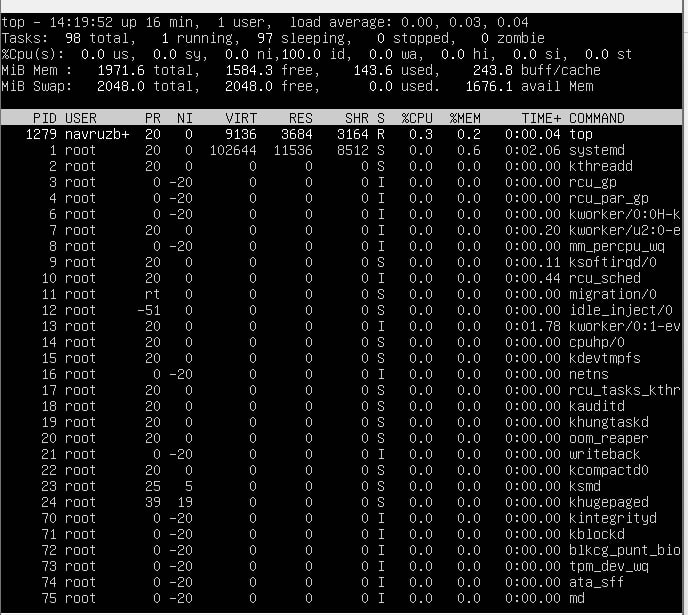 top - 14:19:52 up 16 min,  1 user,  load average: 0.00, 0.03, 0.04
Tasks:  98 total,   1 running,  97 sleeping,   0 stopped,   0 zombie
%Cpu(s):  0.0 us,  0.0 sy,  0.0 ni,100.0 id,  0.0 wa,  0.0 hi,  0.0 si,  0.0 st
MiB Mem :   1971.6 total,   1584.3 free,    143.6 used,    243.8 buff/cache
MiB Swap:   2048.0 total,   2048.0 free,      0.0 used.   1676.1 avail Mem
PID USER      PR  NI    VIRT    RES    SHR S  %CPU  %MEM     TIME+ COMMAND
1279 navruzb+  20   0    9136   3684   3164 R   0.3   0.2   0:00.04 top
1 root      20   0  102644  11536   8512 S   0.0   0.6   0:02.06 systemd
2 root      20   0       0      0      0 S   0.0   0.0   0:00.00 kthreadd
3 root       0 -20       0      0      0 I   0.0   0.0   0:00.00 rcu_gp
4 root       0 -20       0      0      0 I   0.0   0.0   0:00.00 rcu_par_gp
6 root       0 -20       0      0      0 I   0.0   0.0   0:00.00 kworker/0:0H-k
7 root      20   0       0      0      0 I   0.0   0.0   0:00.20 kworker/u2:0-e
8 root       0 -20       0      0      0 I   0.0   0.0   0:00.00 mm_percpu_wq
9 root      20   0       0      0      0 S   0.0   0.0   0:00.11 ksoftirqd/0
10 root      20   0       0      0      0 I   0.0   0.0   0:00.44 rcu_sched
11 root      rt   0       0      0      0 S   0.0   0.0   0:00.00 migration/0
12 root     -51   0       0      0      0 S   0.0   0.0   0:00.00 idle_inject/0
13 root      20   0       0      0      0 I   0.0   0.0   0:01.78 kworker/0:1-ev
14 root      20   0       0      0      0 S   0.0   0.0   0:00.00 cpuhp/0
15 root      20   0       0      0      0 S   0.0   0.0   0:00.00 kdevtmpfs
16 root       0 -20       0      0      0 I   0.0   0.0   0:00.00 netns
17 root      20   0       0      0      0 S   0.0   0.0   0:00.00 rcu_tasks_kthr
18 root      20   0       0      0      0 S   0.0   0.0   0:00.00 kauditd
19 root      20   0       0      0      0 S   0.0   0.0   0:00.00 khungtaskd
20 root      20   0       0      0      0 S   0.0   0.0   0:00.00 oom_reaper
21 root       0 -20       0      0      0 I   0.0   0.0   0:00.00 writeback
22 root      20   0       0      0      0 S   0.0   0.0   0:00.00 kcompactd0
23 root      25   5       0      0      0 S   0.0   0.0   0:00.00 ksmd
24 root      39  19       0      0      0 S   0.0   0.0   0:00.00 khugepaged
70 root       0 -20       0      0      0 I   0.0   0.0   0:00.00 kintegrityd
71 root       0 -20       0      0      0 I   0.0   0.0   0:00.00 kblockd
72 root       0 -20       0      0      0 I   0.0   0.0   0:00.00 blkcg_punt_bio
73 root       0 -20       0      0      0 I   0.0   0.0   0:00.00 tpm_dev_wq
74 root       0 -20       0      0      0 I   0.0   0.0   0:00.00 ata_sff
75 root       0 -20       0      0      0 I   0.0   0.0   0:00.00 md